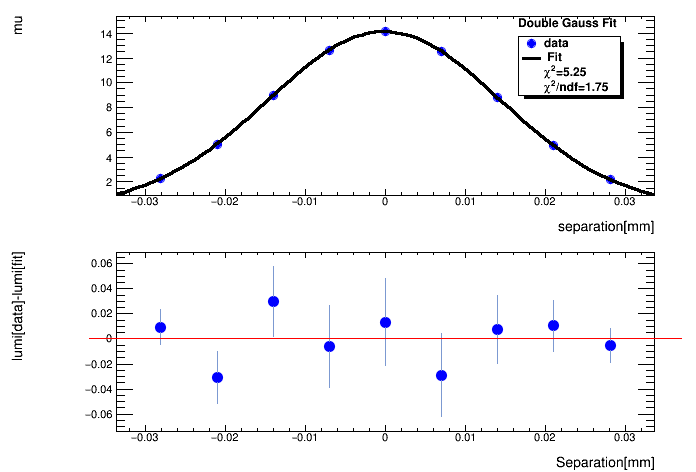 Double Gauss Fit
mu
data
Fit
χ²=5.25
χ²/ndf=1.75
14
12
10
8
6
4
2
−0.03 −0.02 −0.01 0 0.01 0.02 0.03
separation[mm]
lumi[data]-lumi[fit]
0.06
0.04
0.02
0
−0.02
−0.04
−0.06
−0.03 −0.02 −0.01 0 0.01 0.02 0.03
Separation[mm]